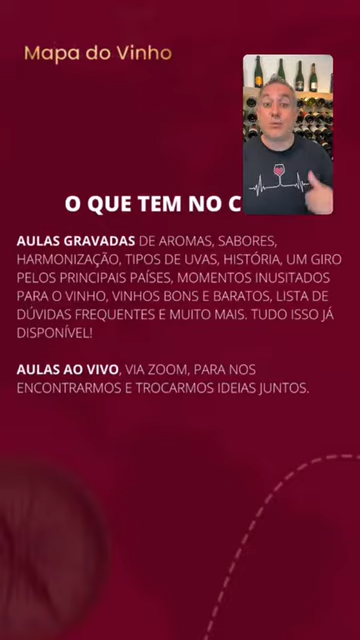 Mapa do Vinho
O QUE TEM NO C
AULAS GRAVADAS DE AROMAS, SABORES,
HARMONIZAÇÃO, TIPOS DE UVAS, HISTÓRIA, UM GIRO
PELOS PRINCIPAIS PAÍSES, MOMENTOS INUSITADOS
PARA O VINHO, VINHOS BONS E BARATOS, LISTA DE
DÚVIDAS FREQUENTES E MUITO MAIS. TUDO ISSO JÁ
DISPONÍVEL!
AULAS AO VIVO, VIA ZOOM, PARA NOS
ENCONTRARMOS E TROCARMOS IDEIAS JUNTOS.